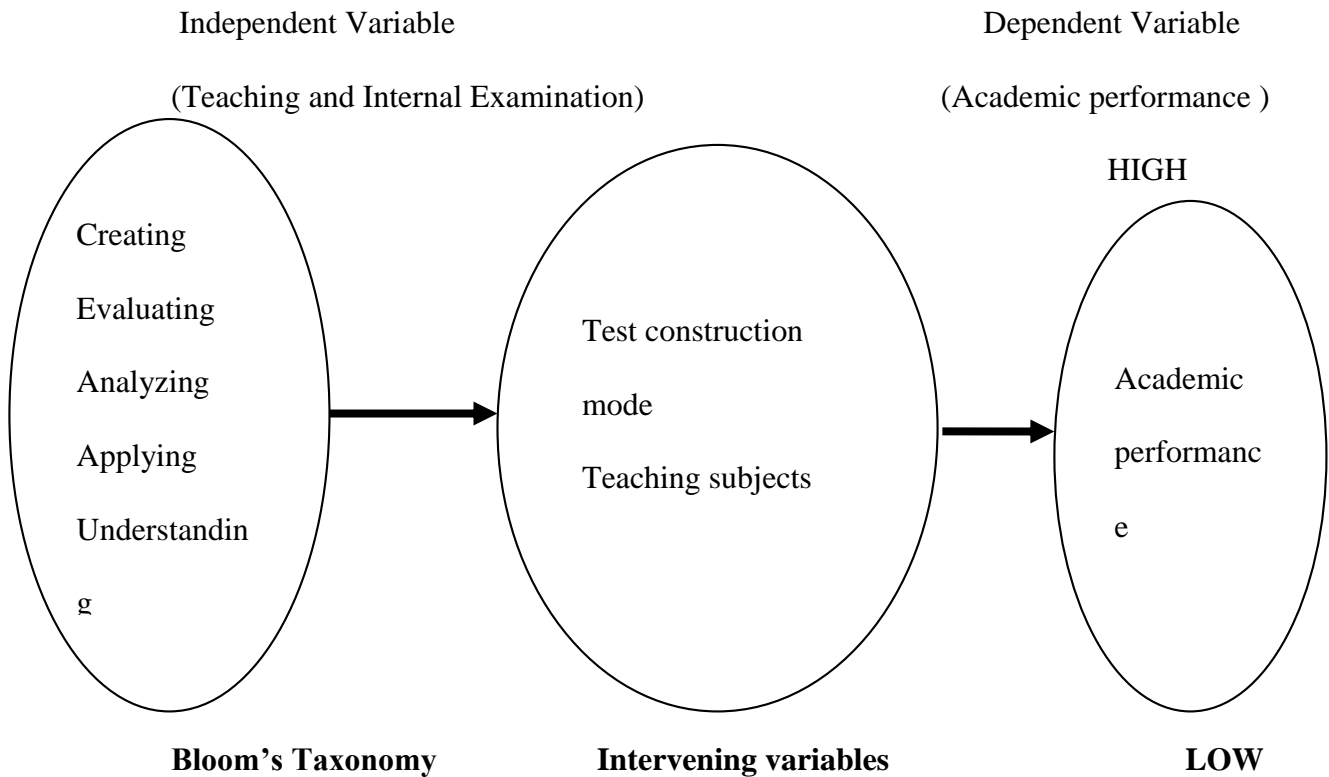 Independent Variable
Dependent Variable
(Teaching and Internal Examination)
(Academic performance )
HIGH
Creating
Evaluating
Analyzing
Applying
Understandin
g
Test construction
mode
Teaching subjects
Academic
performanc
e
Bloom’s Taxonomy
Intervening variables
LOW